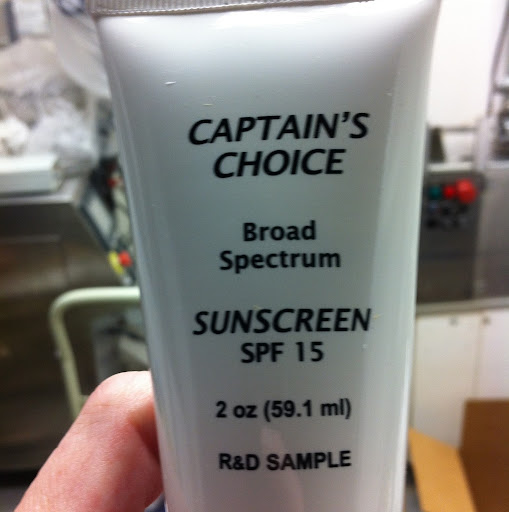 CAPTAIN'S
CHOICE
Broad
Spectrum
SUNSCREEN
SPF 15
2 oz (59.1 ml)
R&D SAMPLE